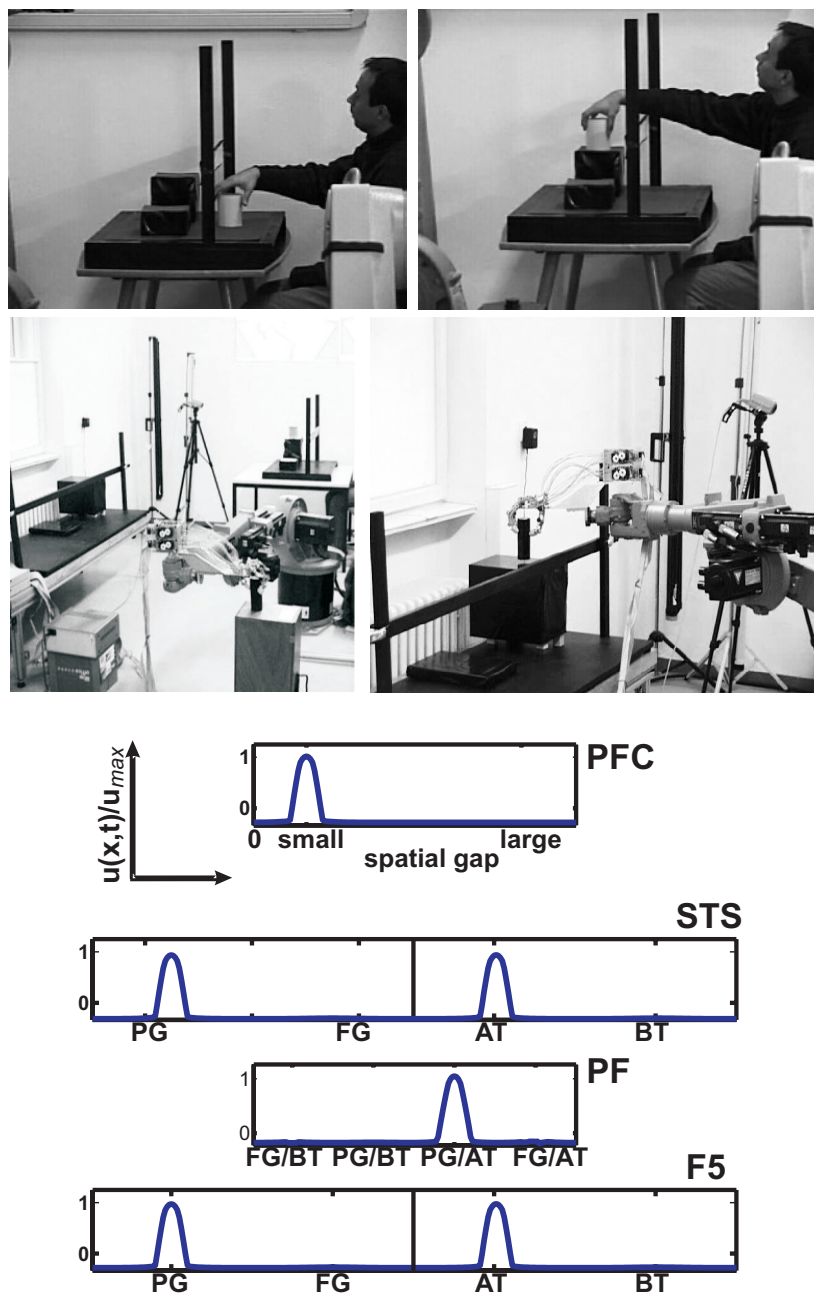 PFC
u(x,t)/u_max
1
0
0 small large
spatial gap
STS
1
0
PG FG AT BT
PF
1
0
FG/BT PG/BT PG/AT FG/AT
F5
1
0
PG FG AT BT